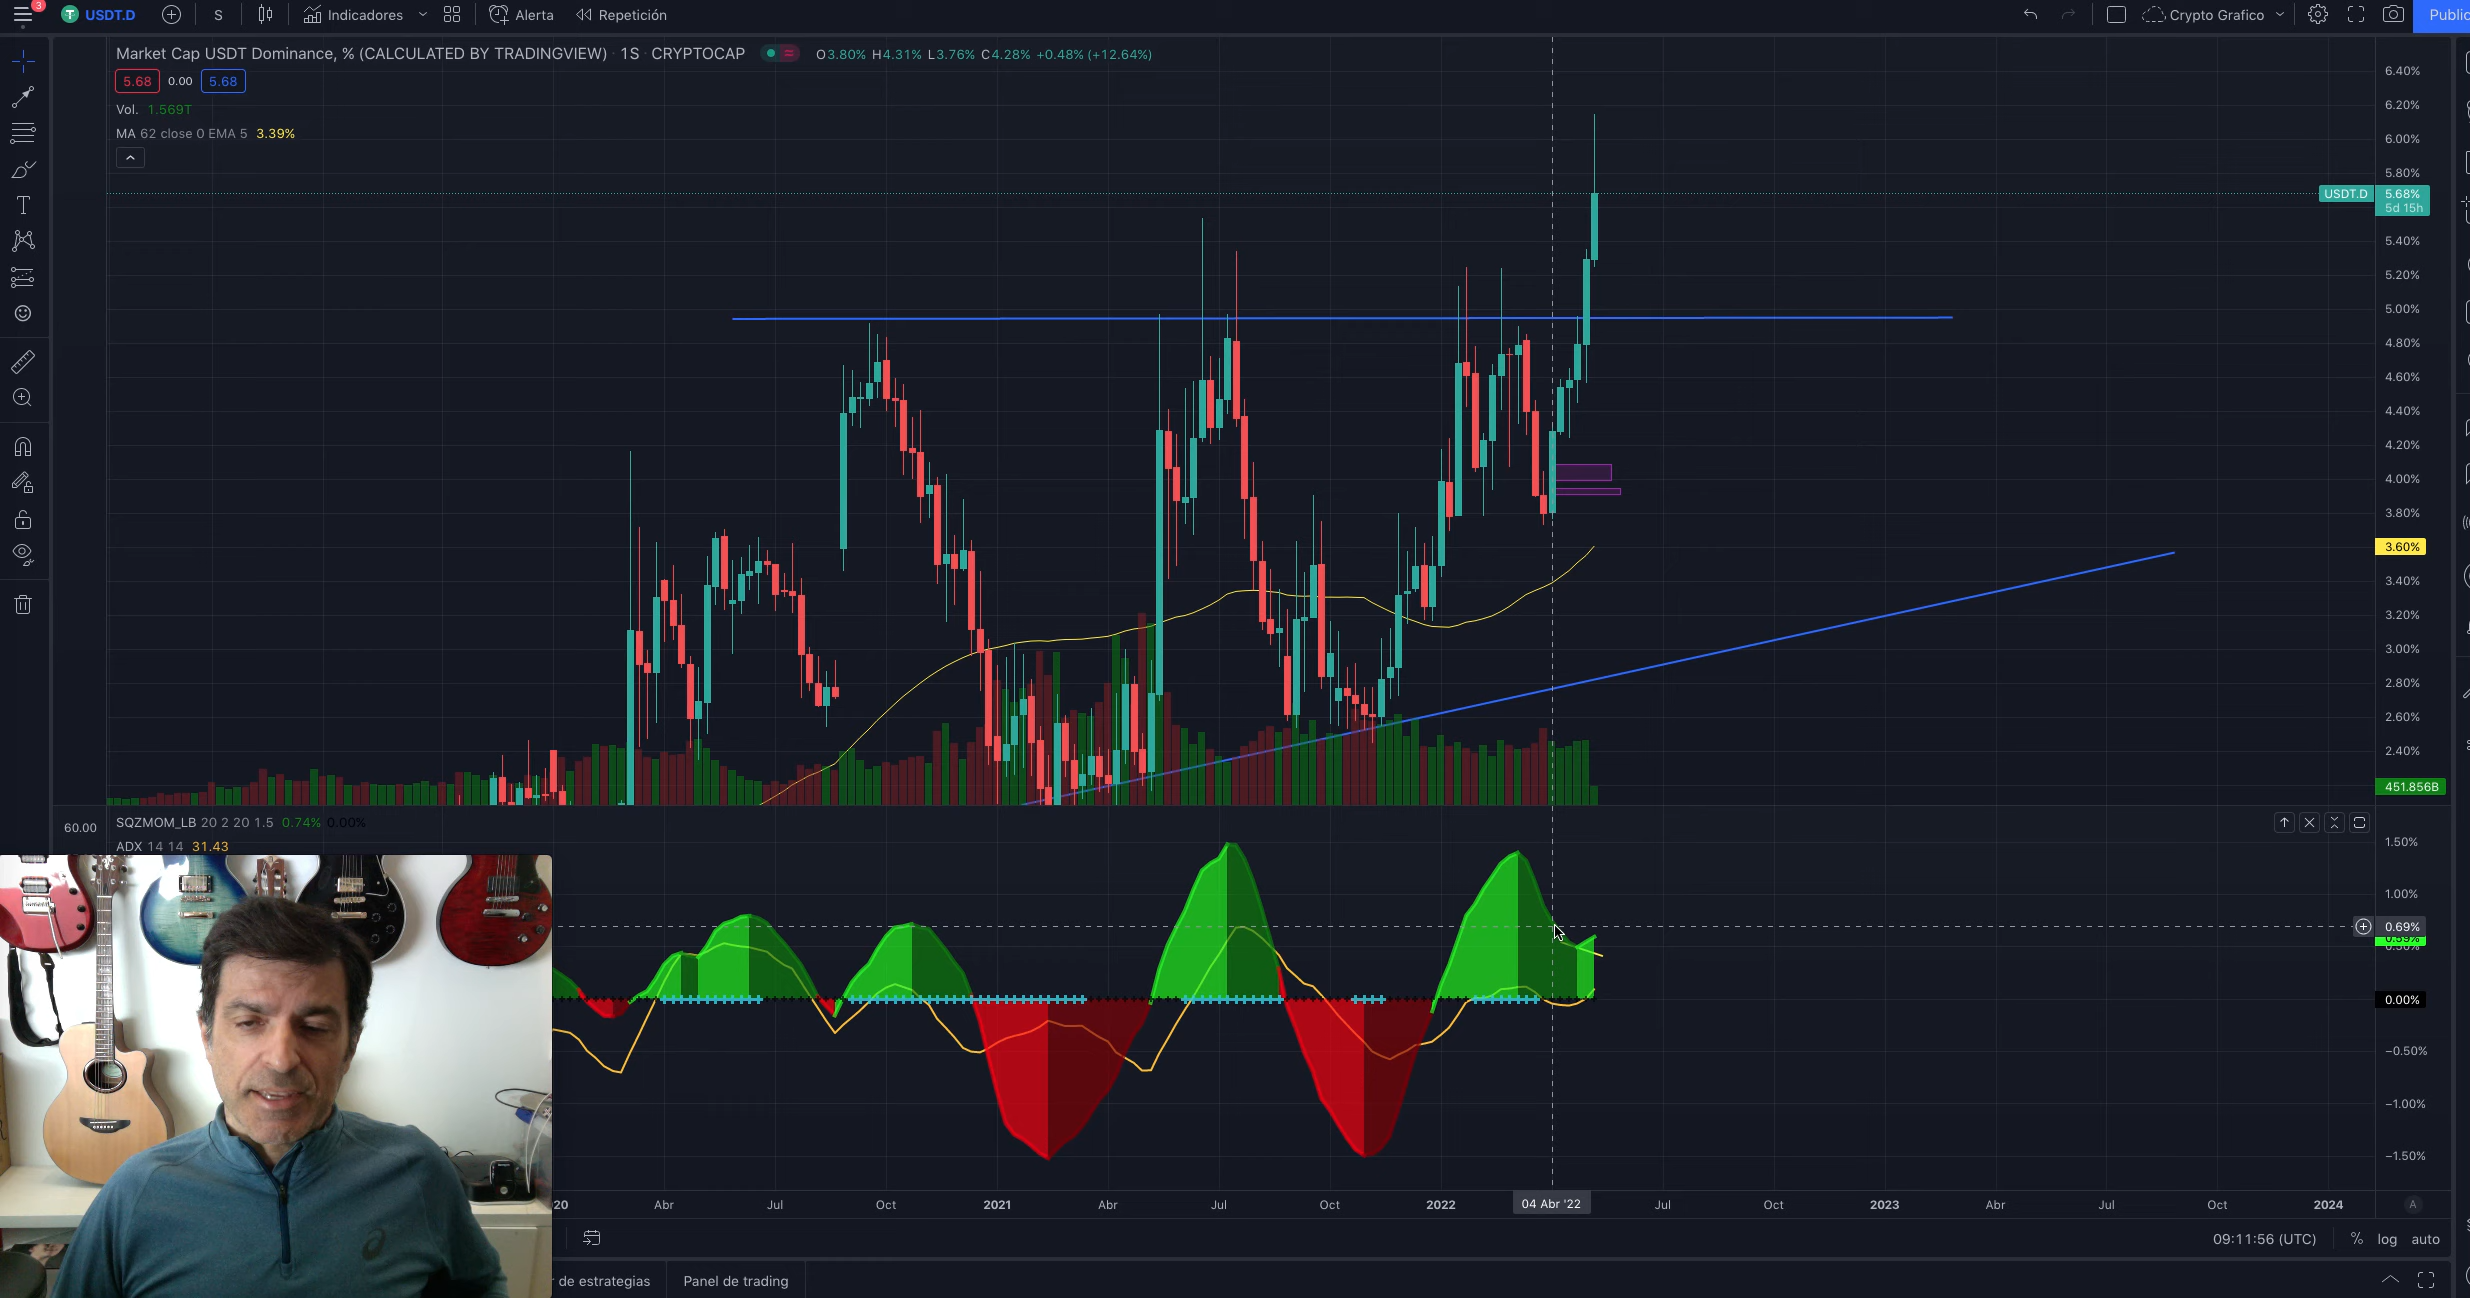 3 USDT.D S Indicadores Alerta Repetición Crypto Grafico Public
Market Cap USDT Dominance, % (CALCULATED BY TRADINGVIEW) · 1S · CRYPTOCAP O3.80% H4.31% L3.76% C4.28% +0.48% (+12.64%)
5.68 0.00 5.68
Vol. 1.569T
MA 62 close 0 EMA 5 3.39%
6.40%
6.20%
6.00%
5.80%
USDT.D 5.68%
5d 15h
5.40%
5.20%
5.00%
4.80%
4.60%
4.40%
4.20%
4.00%
3.80%
3.60%
3.40%
3.20%
3.00%
2.80%
2.60%
2.40%
451.856B
60.00
SQZMOM_LB 20 2 20 1.5 0.74% 0.00%
ADX 14 14 31.43
1.50%
1.00%
0.69%
0.00%
−0.50%
−1.00%
−1.50%
20 Abr Jul Oct 2021 Abr Jul Oct 2022 04 Abr '22 Jul Oct 2023 Abr Jul Oct 2024 A
09:11:56 (UTC) % log auto
r de estrategias Panel de trading